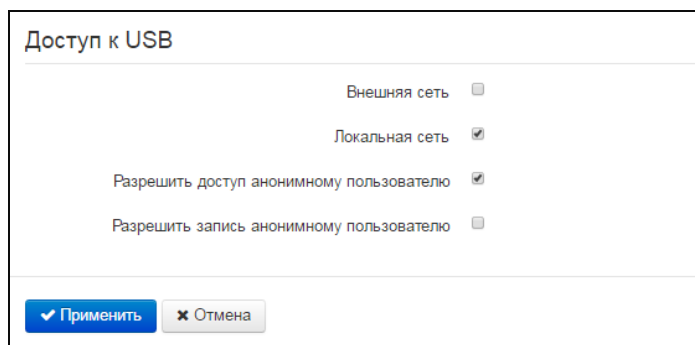 Доступ к USB
Внешняя сеть
Локальная сеть
Разрешить доступ анонимному пользователю
Разрешить запись анонимному пользователю
Применить Отмена